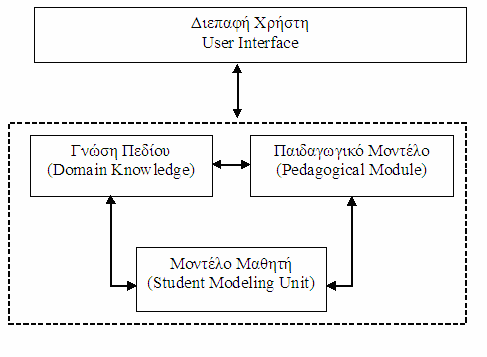 Διεπαφή Χρήστη
User Interface
Γνώση Πεδίου
(Domain Knowledge)
Παιδαγωγικό Μοντέλο
(Pedagogical Module)
Μοντέλο Μαθητή
(Student Modeling Unit)